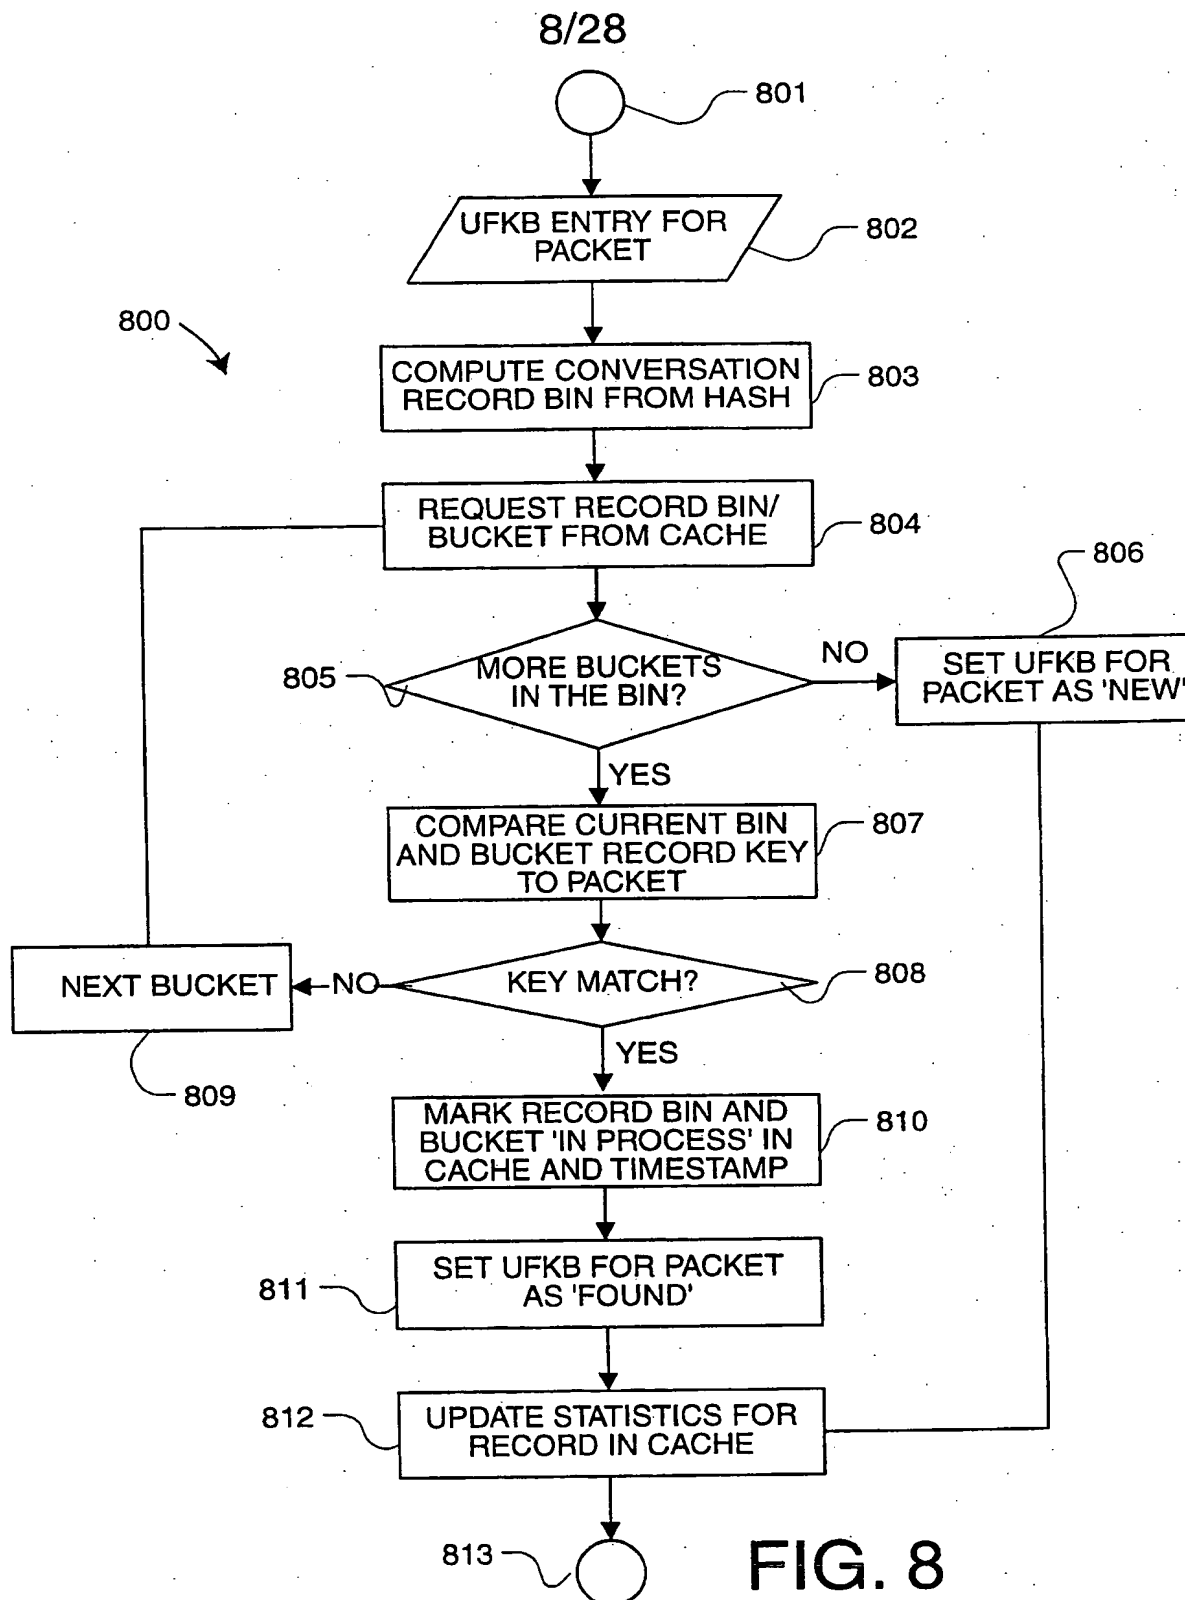 8/28
801
UFKB ENTRY FOR
PACKET
802
800
COMPUTE CONVERSATION
RECORD BIN FROM HASH
803
REQUEST RECORD BIN/
BUCKET FROM CACHE
804
806
MORE BUCKETS
IN THE BIN?
805
NO
SET UFKB FOR
PACKET AS 'NEW'
YES
COMPARE CURRENT BIN
AND BUCKET RECORD KEY
TO PACKET
807
NEXT BUCKET
NO
KEY MATCH?
808
809
YES
MARK RECORD BIN AND
BUCKET 'IN PROCESS' IN
CACHE AND TIMESTAMP
810
811
SET UFKB FOR PACKET
AS 'FOUND'
812
UPDATE STATISTICS FOR
RECORD IN CACHE
813
FIG. 8